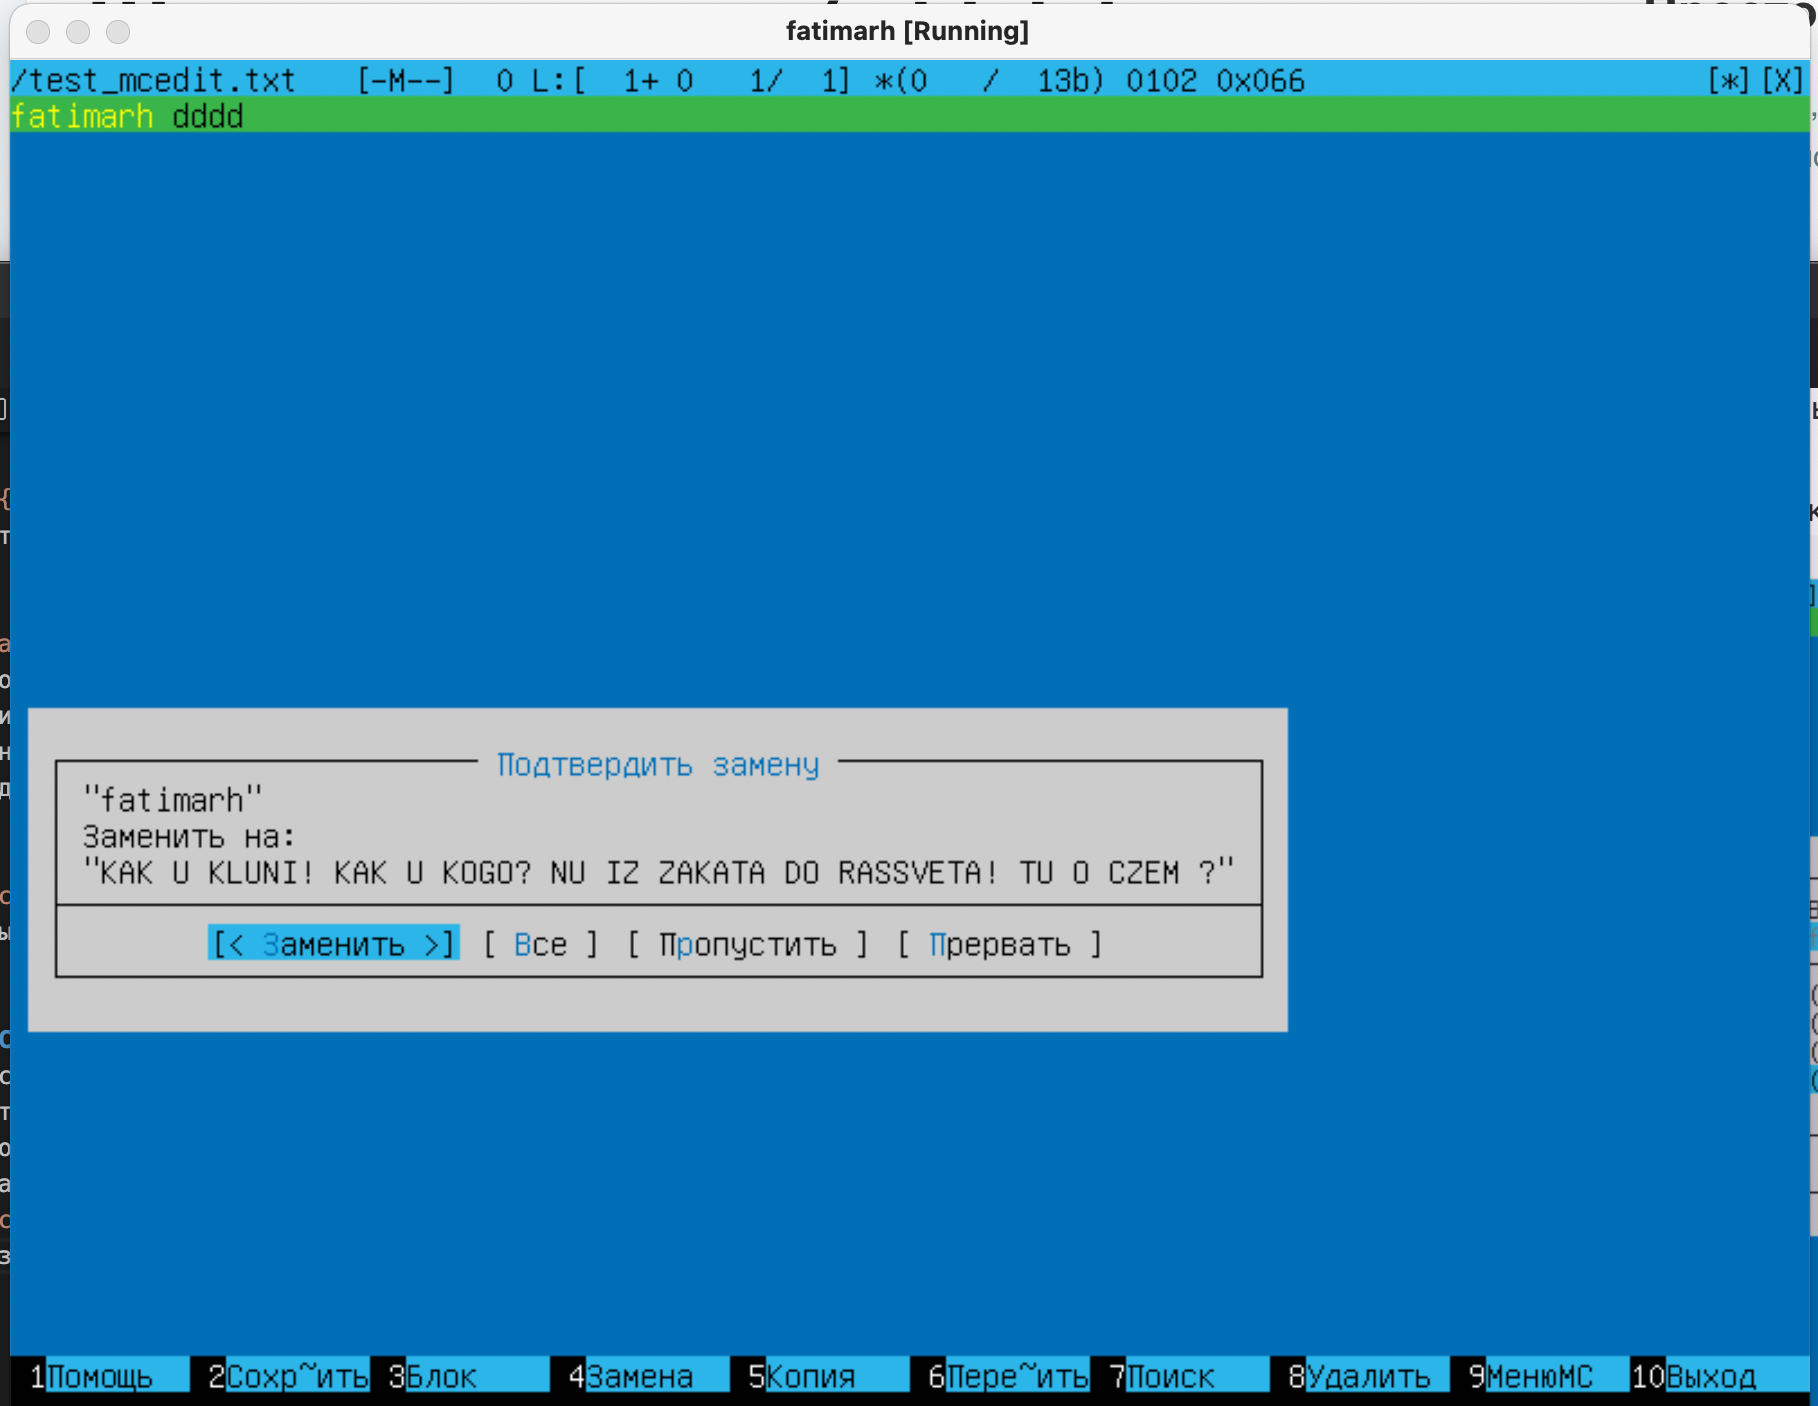 fatimarh [Running]
/test_mcedit.txt [-M--] 0 L:[ 1+ 0 1/ 1] *(0 / 13b) 0102 0x066 [*][X]
fatimarh dddd
Подтвердить замену
"fatimarh"
Заменить на:
"KAK U KLUNI! KAK U KOGO? NU IZ ZAKATA DO RASSVETA! TU O CZEM ?"
[< Заменить >] [ Все ] [ Пропустить ] [ Прервать ]
1Помощь 2Сохр~ить 3Блок 4Замена 5Копия 6Пере~ить 7Поиск 8Удалить 9МенюMC 10Выход